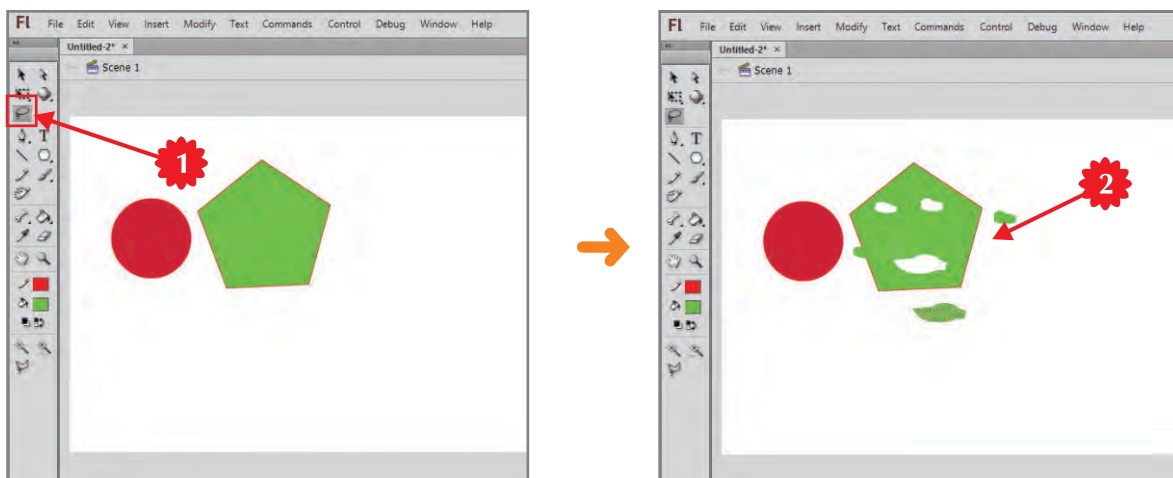 Fl File Edit View Insert Modify Text Commands Control Debug Window Help
Untitled-2* ×
Scene 1
T
1
Fl File Edit View Insert Modify Text Commands Control Debug Window Help
Untitled-2* ×
Scene 1
T
2